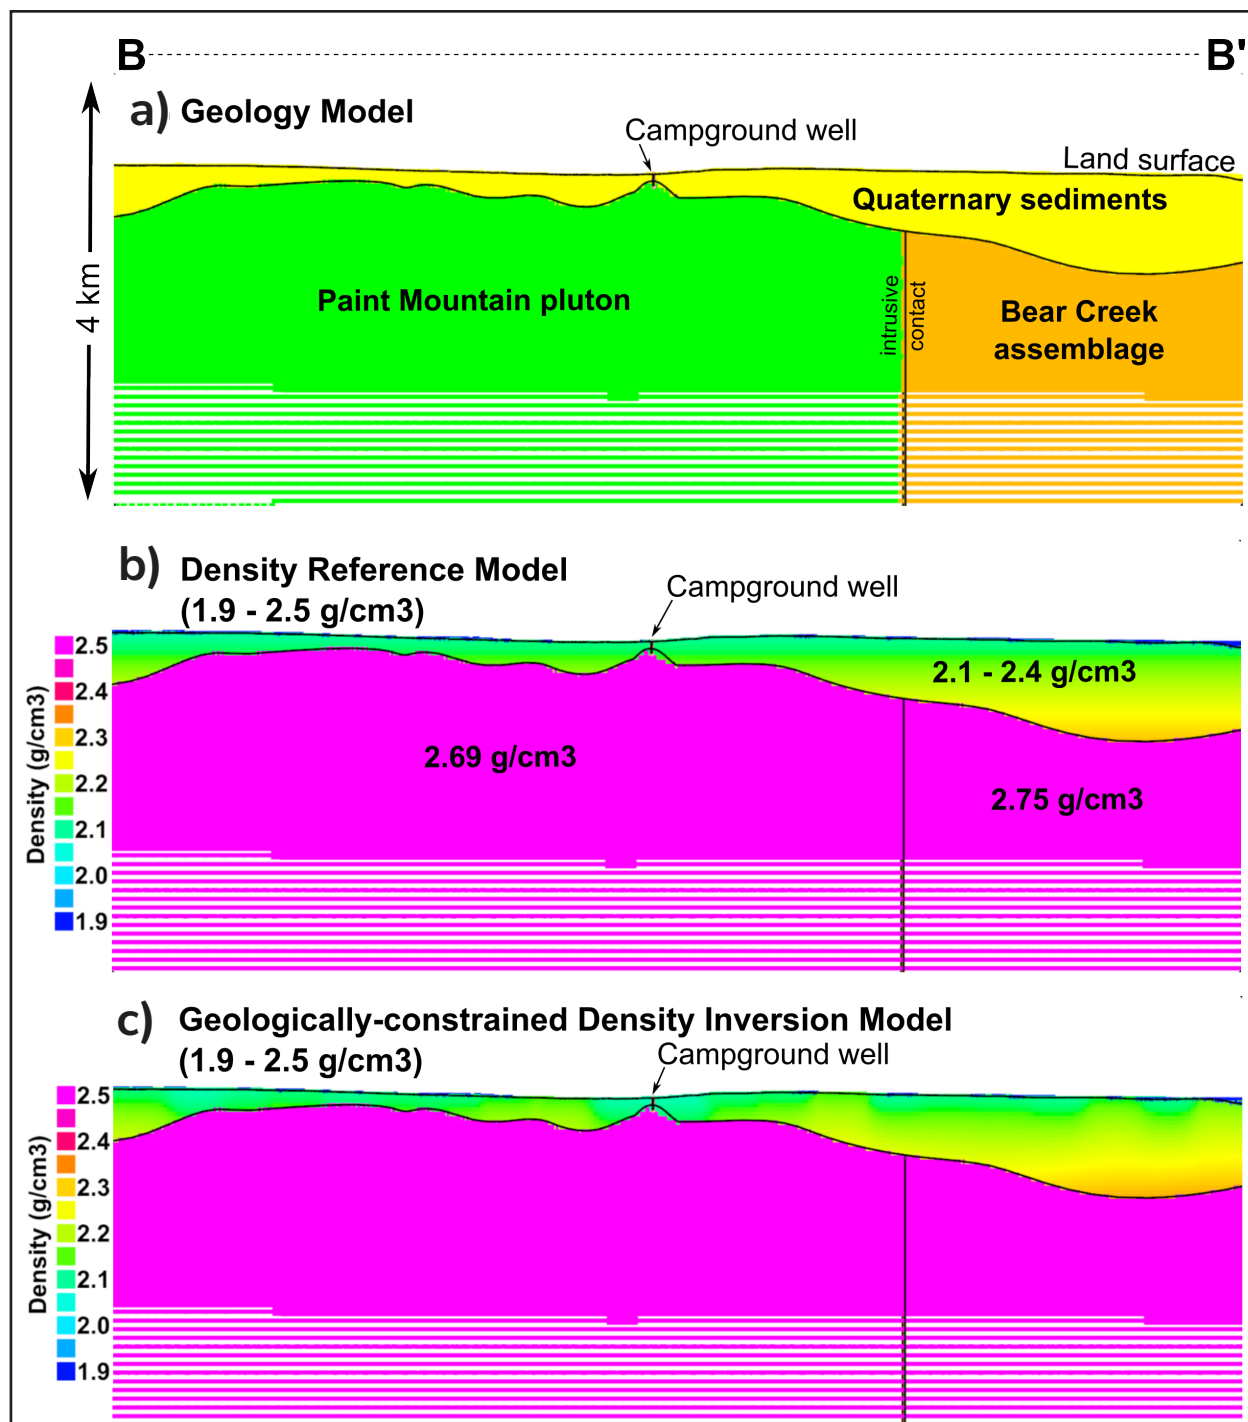 B B'
a) Geology Model
Campground well
Land surface
Quaternary sediments
4 km
Paint Mountain pluton
intrusive
contact
Bear Creek
assemblage
b) Density Reference Model
(1.9 - 2.5 g/cm3)
Campground well
Density (g/cm3)
2.5
2.4
2.3
2.2
2.1
2.0
1.9
2.1 - 2.4 g/cm3
2.69 g/cm3
2.75 g/cm3
c) Geologically-constrained Density Inversion Model
(1.9 - 2.5 g/cm3)
Campground well
Density (g/cm3)
2.5
2.4
2.3
2.2
2.1
2.0
1.9